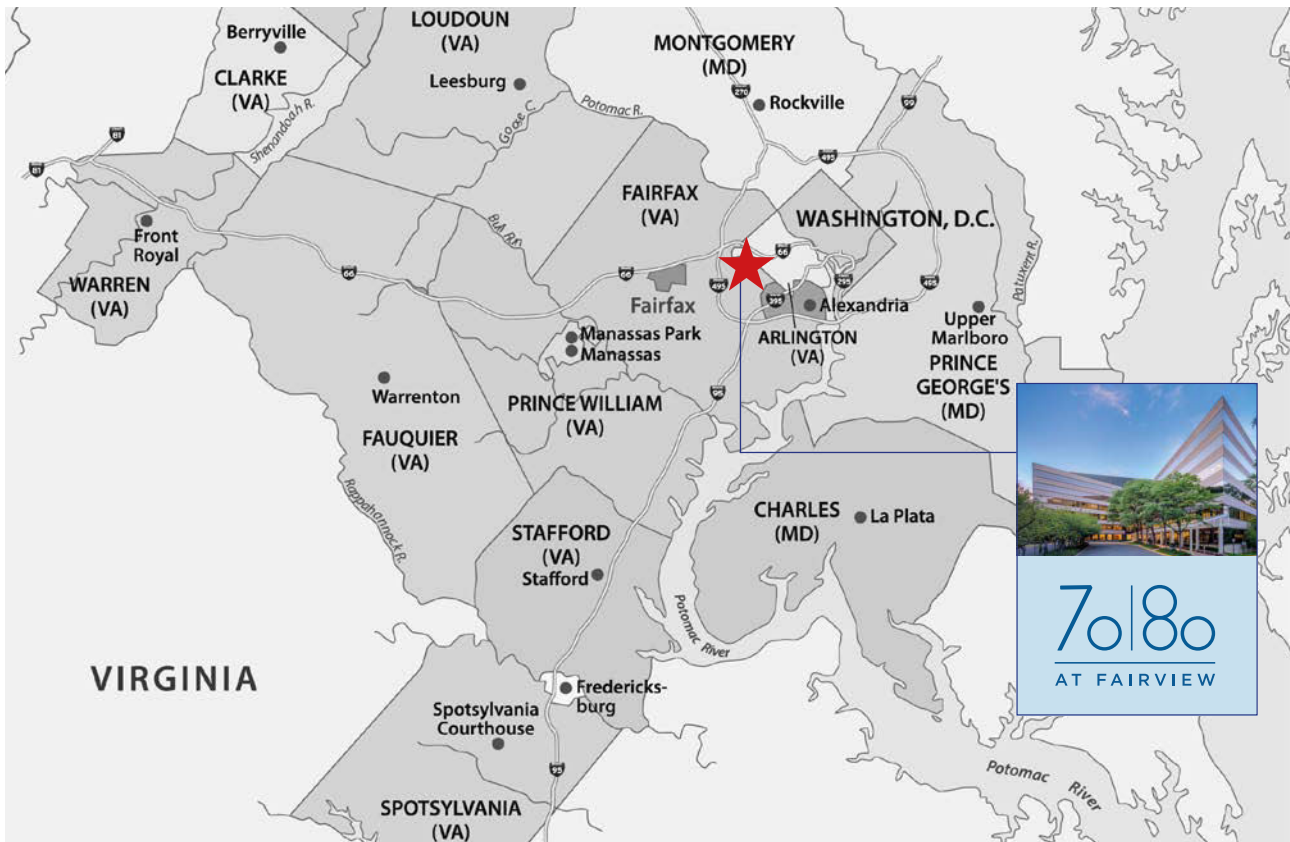 LOUDOUN
(VA)
Berryville
CLARKE
(VA)
Leesburg
MONTGOMERY
(MD)
Rockville
270
95
Potomac R.
Goose C.
Shenandoah R.
81
81
495
FAIRFAX
(VA)
WASHINGTON, D.C.
Bull Run
Front
Royal
WARREN
(VA)
66
66
66
Fairfax
495
395
295
495
Alexandria
Patuxent R.
Upper
Marlboro
ARLINGTON
(VA)
Manassas Park
Manassas
PRINCE
GEORGE'S
(MD)
Warrenton
PRINCE WILLIAM
(VA)
95
FAUQUIER
(VA)
Rappahannock R.
CHARLES
(MD)
La Plata
STAFFORD
(VA)
Stafford
Potomac River
70|80
AT FAIRVIEW
VIRGINIA
Fredericks-
burg
Spotsylvania
Courthouse
95
SPOTSYLVANIA
(VA)
Potomac River